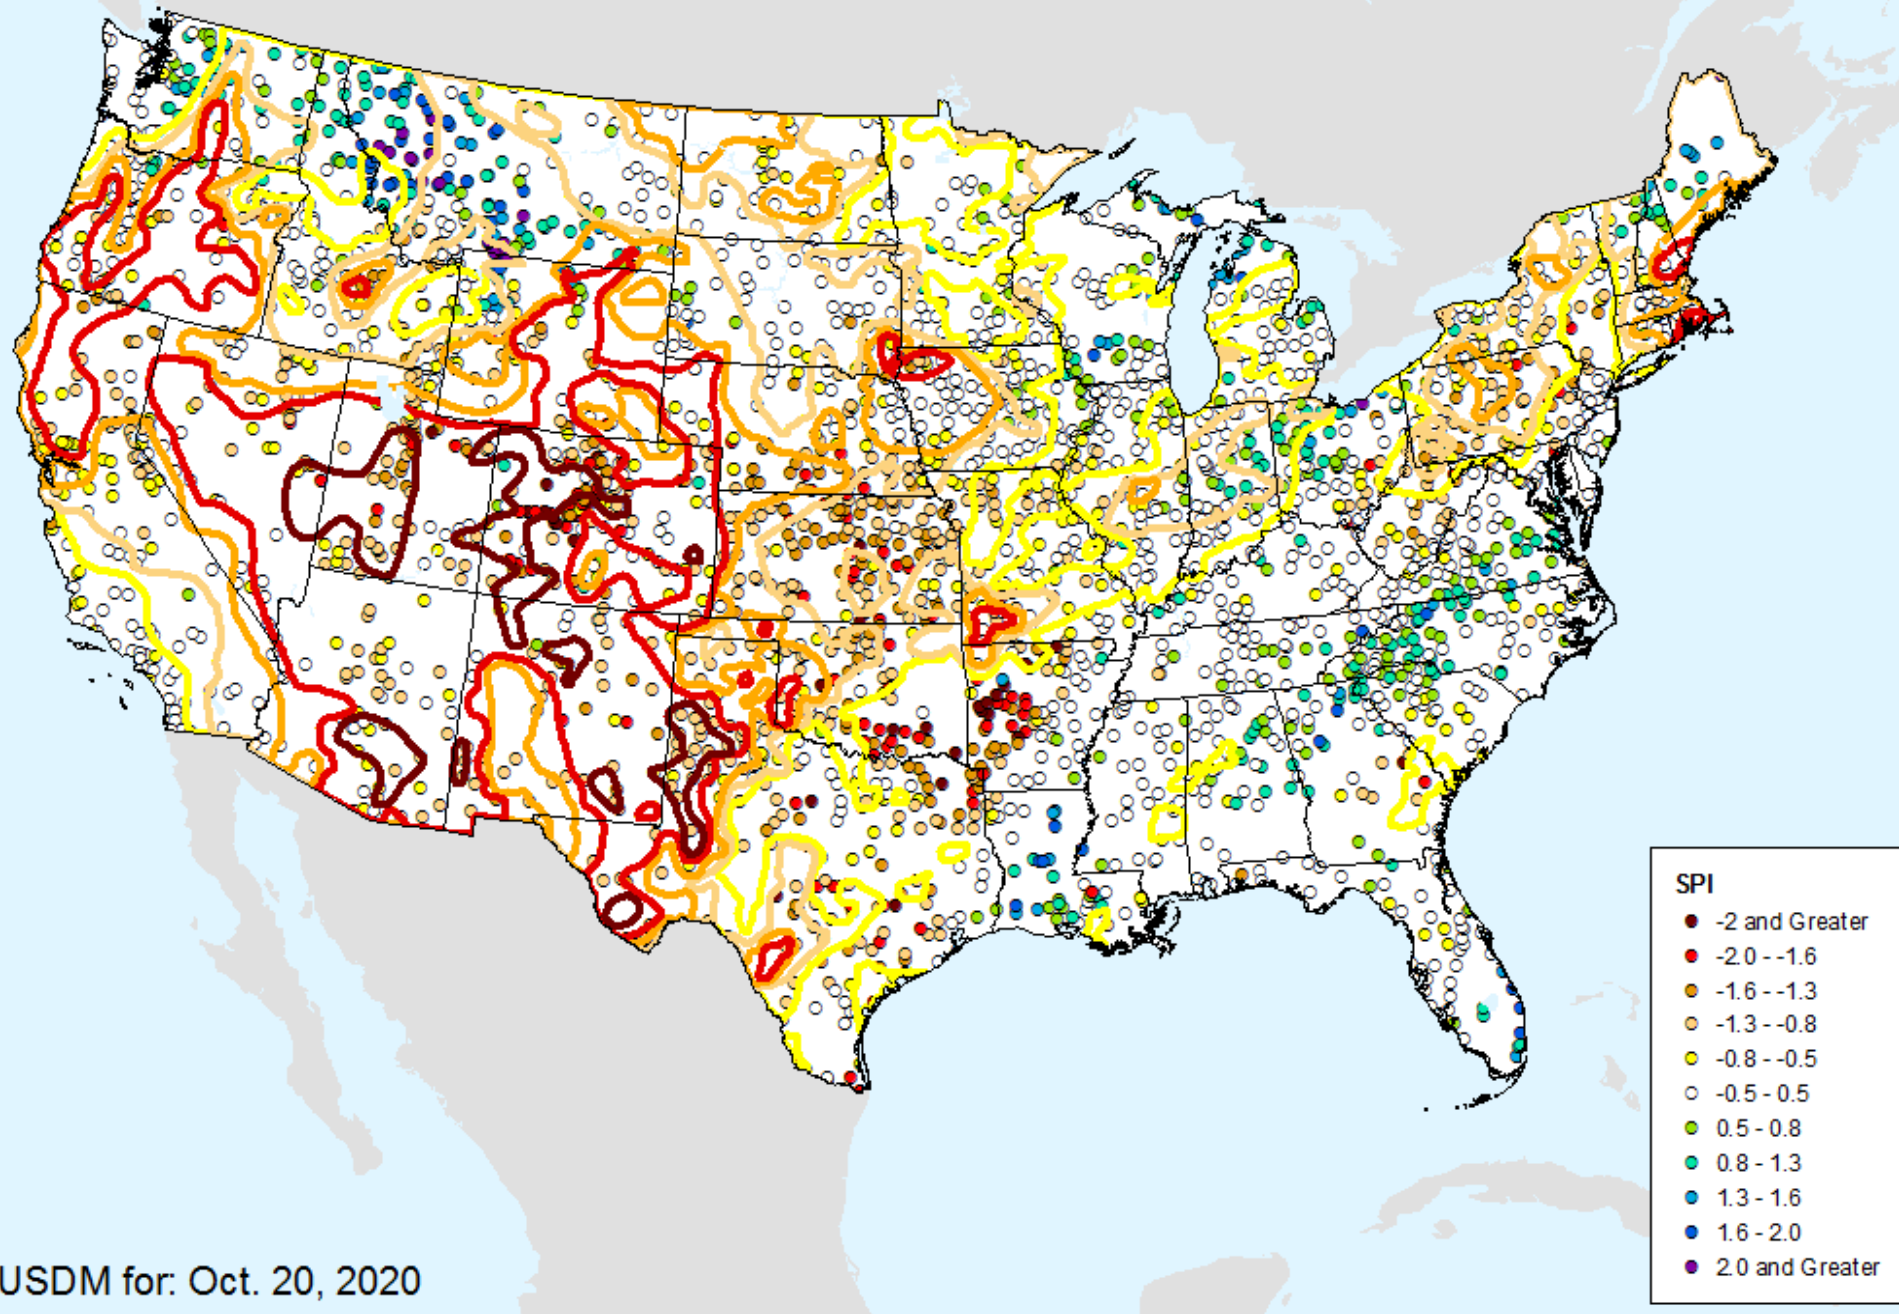 SPI
-2 and Greater
-2.0 - -1.6
-1.6 - -1.3
-1.3 - -0.8
-0.8 - -0.5
-0.5 - 0.5
0.5 - 0.8
0.8 - 1.3
1.3 - 1.6
1.6 - 2.0
2.0 and Greater
USDM for: Oct. 20, 2020